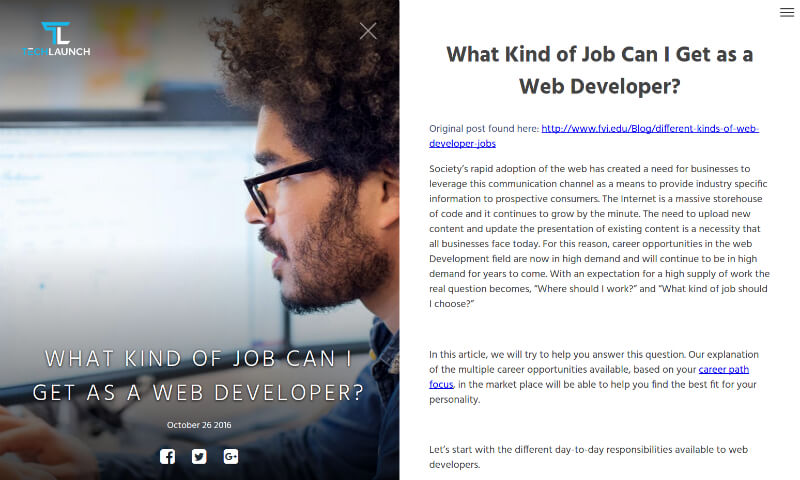 TL
TECHLAUNCH
WHAT KIND OF JOB CAN I
GET AS A WEB DEVELOPER?
October 26 2016
What Kind of Job Can I Get as a
Web Developer?
Original post found here: http://www.fvi.edu/Blog/different-kinds-of-web-
developer-jobs
Society’s rapid adoption of the web has created a need for businesses to
leverage this communication channel as a means to provide industry specific
information to prospective consumers. The Internet is a massive storehouse
of code and it continues to grow by the minute. The need to upload new
content and update the presentation of existing content is a necessity that
all businesses face today. For this reason, career opportunities in the web
Development field are now in high demand and will continue to be in high
demand for years to come. With an expectation for a high supply of work the
real question becomes, “Where should I work?” and “What kind of job should
I choose?”
In this article, we will try to help you answer this question. Our explanation
of the multiple career opportunities available, based on your career path
focus, in the market place will be able to help you find the best fit for your
personality.
Let’s start with the different day-to-day responsibilities available to web
developers.